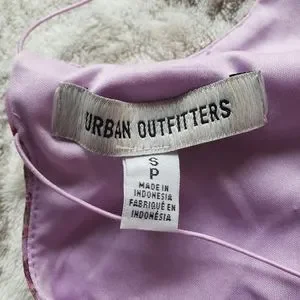 URBAN OUTFITTERS
S
P
MADE IN
INDONESIA
FABRIQUÉ EN
INDONÉSIA